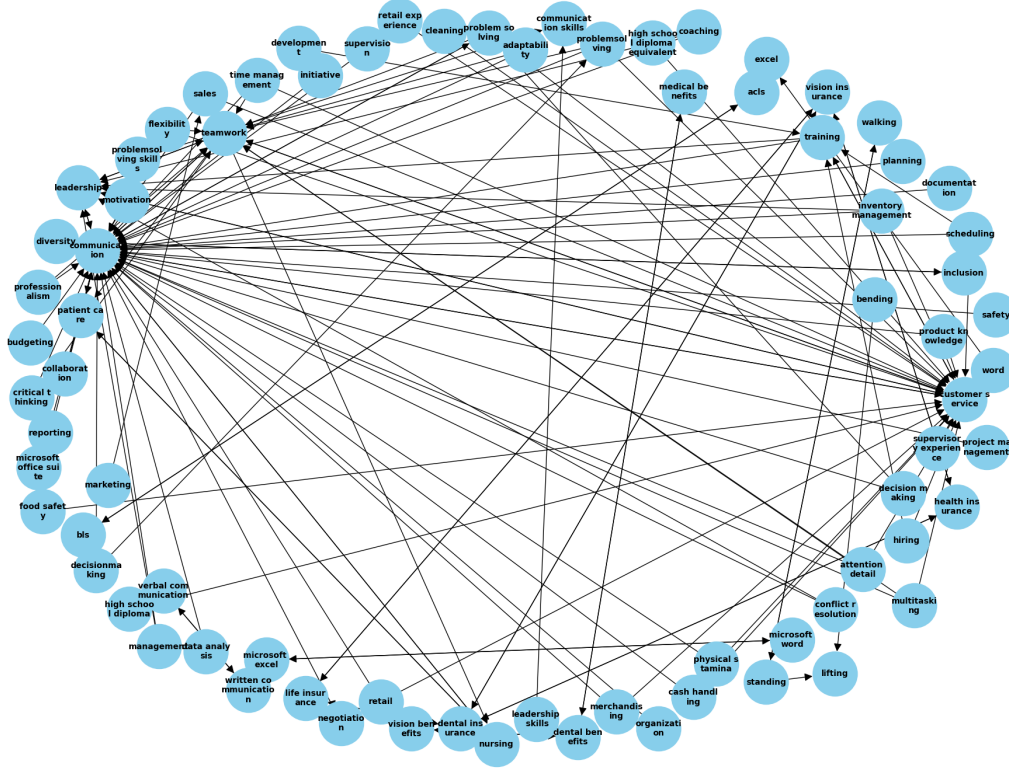 retail exp
erience
cleaning
problem so
lving
communicat
ion skills
adaptabili
ty
problemsol
ving
high schoo
l diploma
equivalent
coaching
developmen
t
supervisio
n
initiative
time manag
ement
sales
excel
acls
medical be
nefits
vision ins
urance
flexibilit
y
teamwork
training
walking
problemsol
ving skill
s
planning
leadership
motivation
documentat
ion
inventory
management
diversity
communicat
ion
scheduling
inclusion
profession
alism
patient ca
re
bending
safety
budgeting
product kn
owledge
collaborat
ion
word
critical t
hinking
customer s
ervice
reporting
supervisor
y experien
ce
project ma
nagement
microsoft
office sui
te
marketing
decision m
aking
health ins
urance
food safet
y
bls
hiring
decisionma
king
attention
detail
verbal com
munication
high schoo
l diploma
conflict r
esolution
multitaski
ng
management
data analy
sis
microsoft
word
microsoft
excel
physical s
tamina
standing
lifting
written co
mmunicatio
n
life insur
ance
retail
cash handl
ing
negotiatio
n
vision ben
efits
dental ins
urance
nursing
leadership
skills
dental ben
efits
merchandis
ing
organizati
on